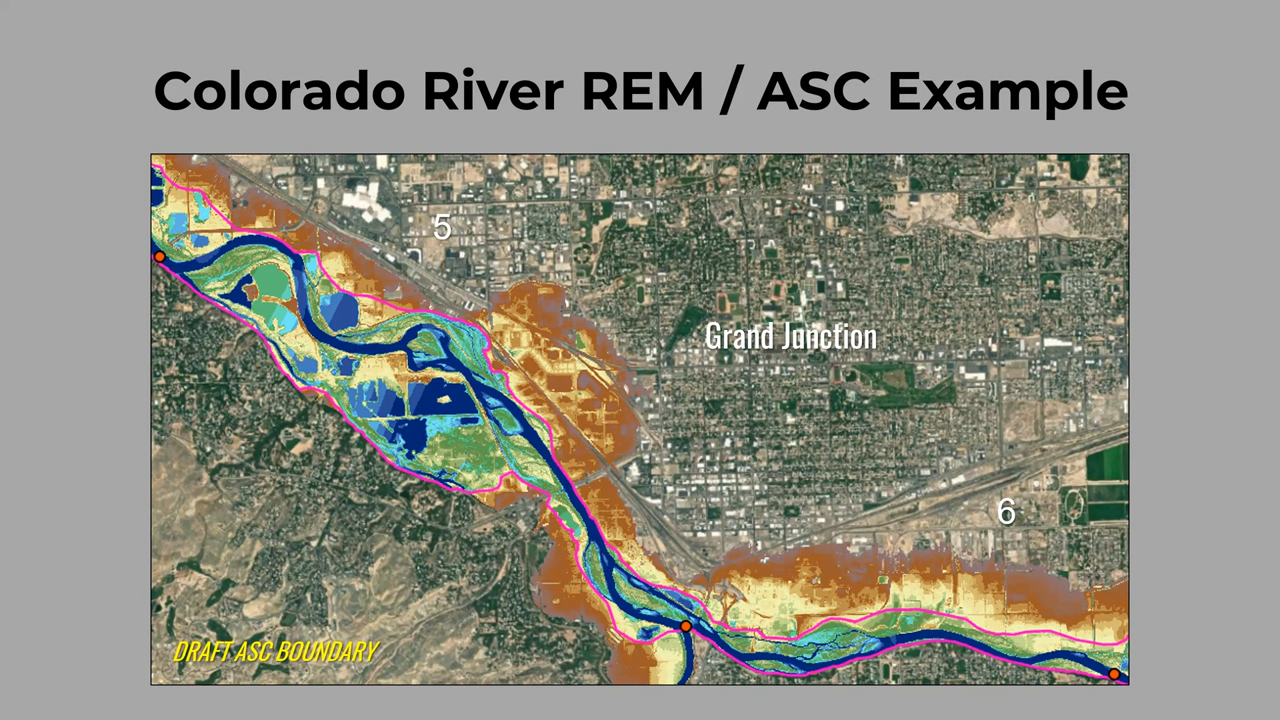 Colorado River REM / ASC Example
5
Grand Junction
6
DRAFT ASC BOUNDARY